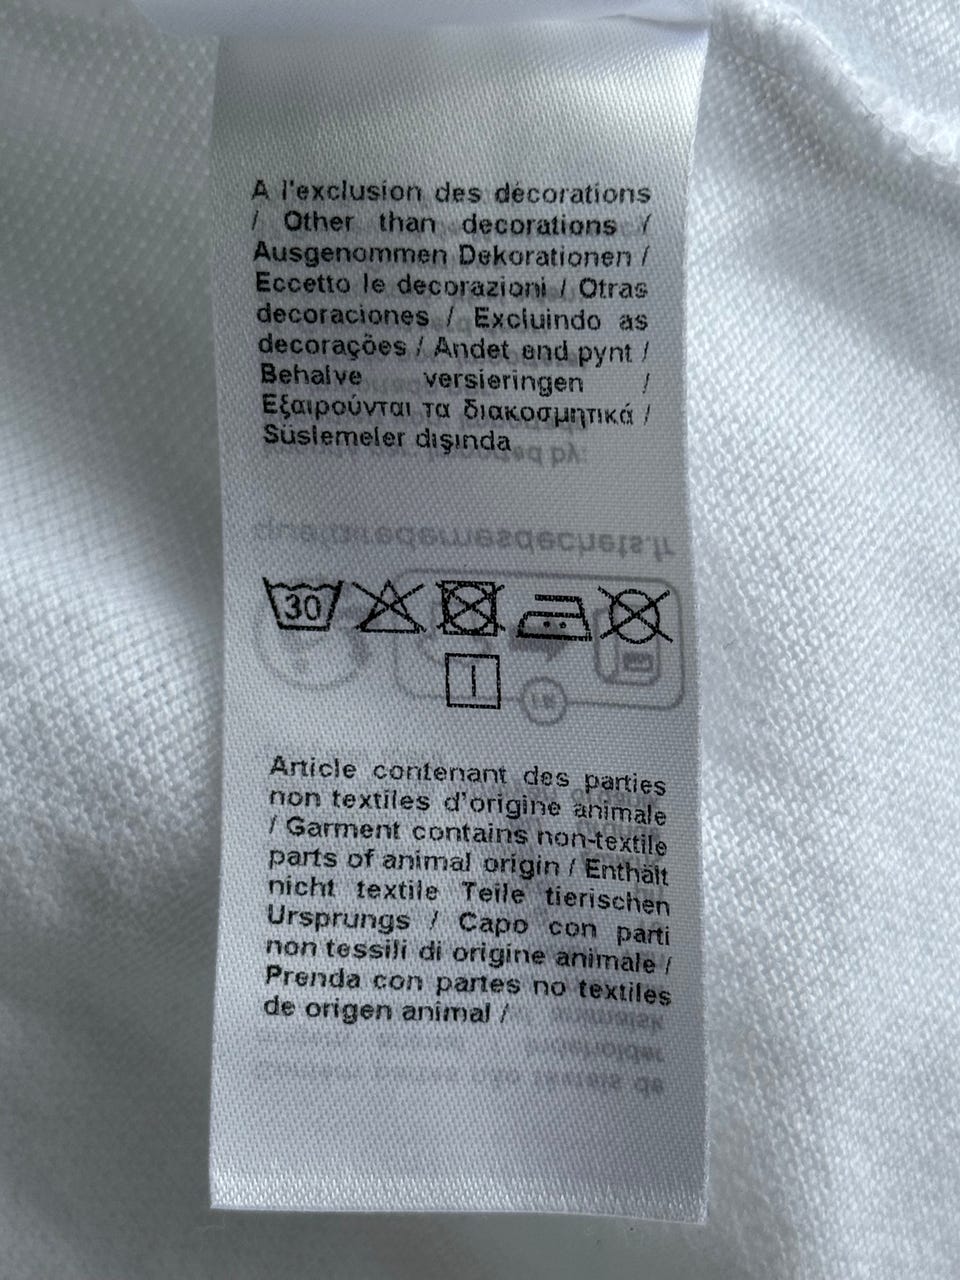 A l'exclusion des décorations
/ Other than decorations /
Ausgenommen Dekorationen /
Eccetto le decorazioni / Otras
decoraciones / Excluindo as
decorações / Andet end pynt /
Behalve versieringen /
Εξαιρούνται τα διακοσμητικά /
Süslemeler dışında
quefairedemesdechets.fr
30
FR
Article contenant des parties
non textiles d'origine animale
/ Garment contains non-textile
parts of animal origin / Enthält
nicht textile Teile tierischen
Ursprungs / Capo con parti
non tessili di origine animale /
Prenda con partes no textiles
de origen animal /